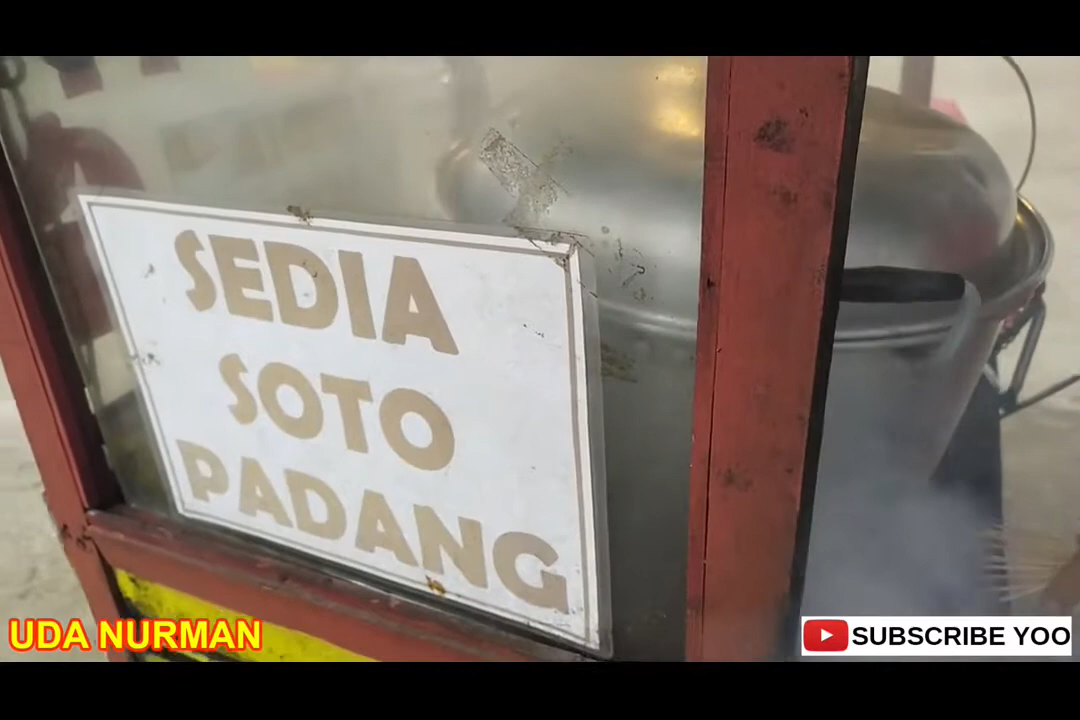 SEDIA
SOTO
PADANG
UDA NURMAN
SUBSCRIBE YOO